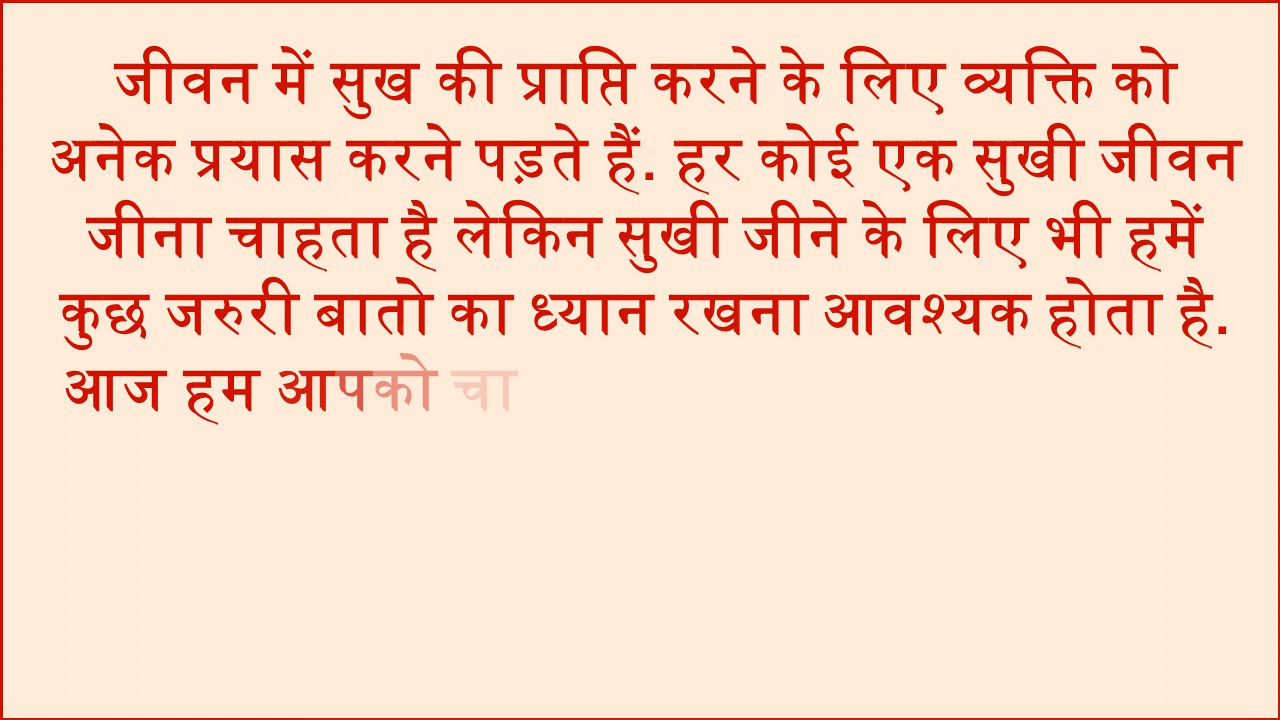 जीवन में सुख की प्राप्ति करने के लिए व्यक्ति को
अनेक प्रयास करने पड़ते हैं. हर कोई एक सुखी जीवन
जीना चाहता है लेकिन सुखी जीने के लिए भी हमें
कुछ जरुरी बातो का ध्यान रखना आवश्यक होता है.
आज हम आपको चा